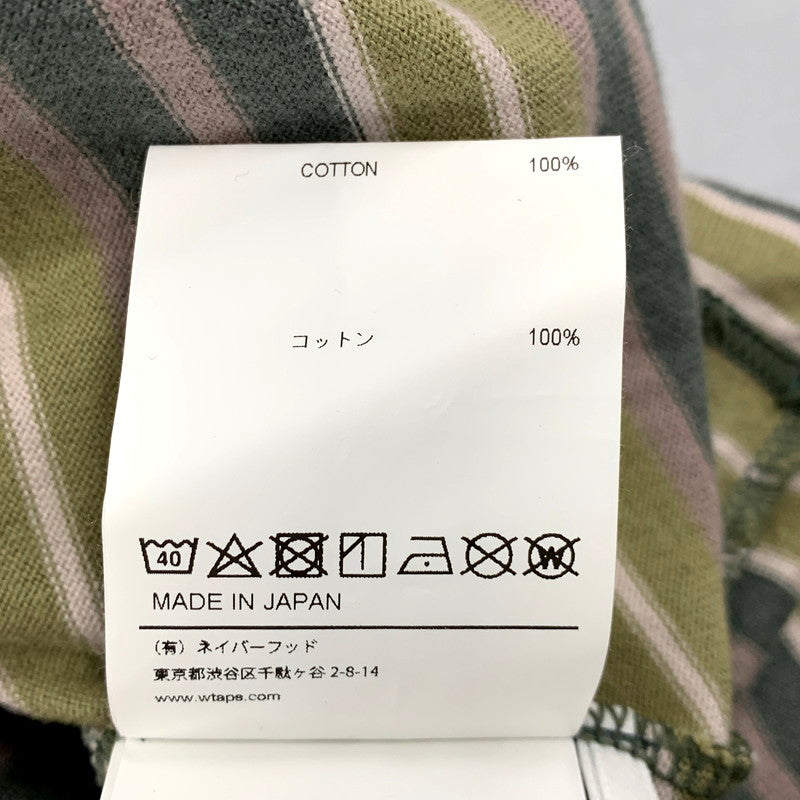 COTTON 100%
コットン 100%
40 W
MADE IN JAPAN
(有) ネイバーフッド
東京都渋谷区千駄ヶ谷 2-8-14
www.wtaps.com